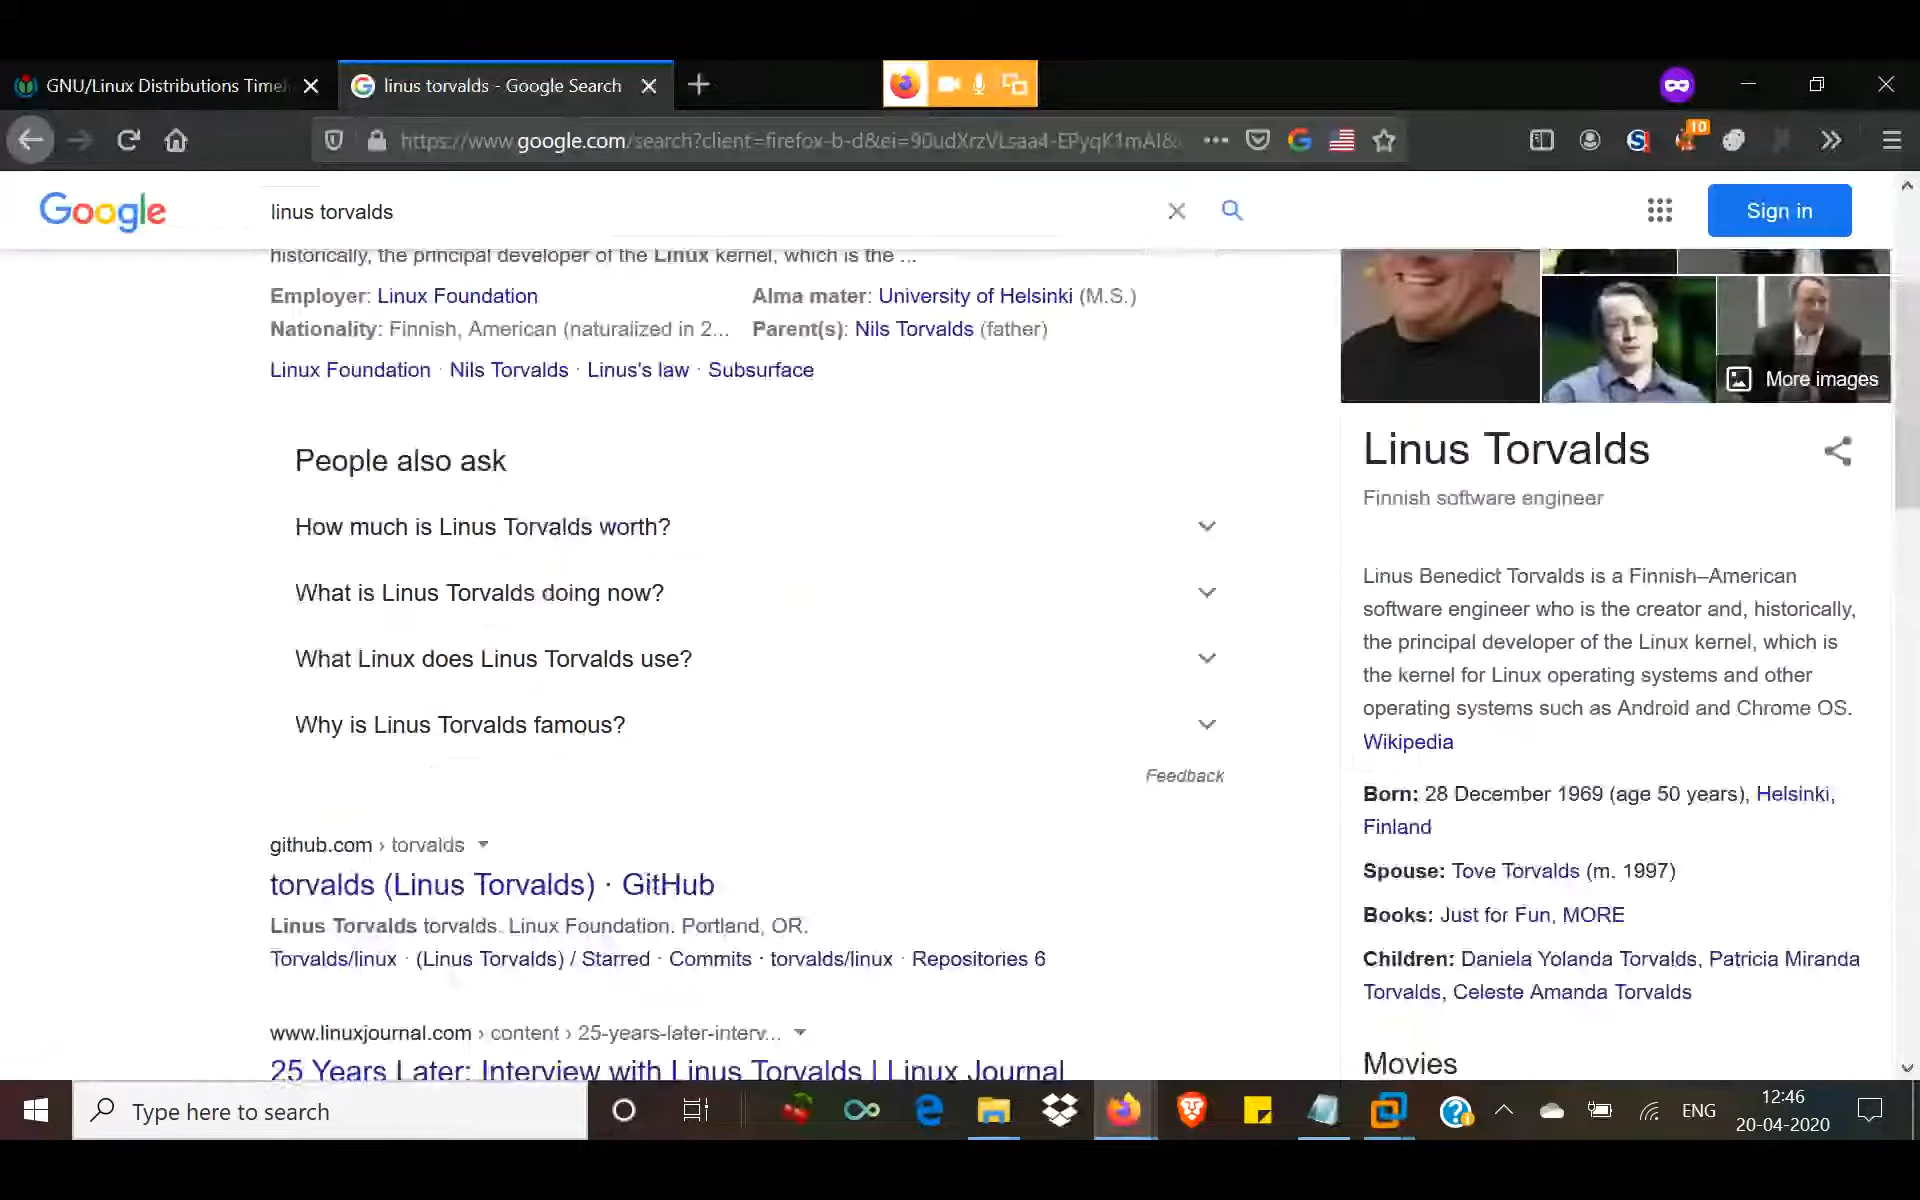 GNU/Linux Distributions Timel
linus torvalds - Google Search
https://www.google.com/search?client=firefox-b-d&ei=90udXrzVLsaa4-EPyqK1mAI&
10
Google
linus torvalds
Sign in
historically, the principal developer of the Linux kernel, which is the ...
Employer: Linux Foundation
Alma mater: University of Helsinki (M.S.)
Nationality: Finnish, American (naturalized in 2...
Parent(s): Nils Torvalds (father)
Linux Foundation · Nils Torvalds · Linus's law · Subsurface
People also ask
How much is Linus Torvalds worth?
What is Linus Torvalds doing now?
What Linux does Linus Torvalds use?
Why is Linus Torvalds famous?
Feedback
github.com › torvalds
torvalds (Linus Torvalds) · GitHub
Linus Torvalds torvalds. Linux Foundation. Portland, OR.
Torvalds/linux · (Linus Torvalds) / Starred · Commits · torvalds/linux · Repositories 6
www.linuxjournal.com › content › 25-years-later-interv...
25 Years Later: Interview with Linus Torvalds | Linux Journal
More images
Linus Torvalds
Finnish software engineer
Linus Benedict Torvalds is a Finnish–American
software engineer who is the creator and, historically,
the principal developer of the Linux kernel, which is
the kernel for Linux operating systems and other
operating systems such as Android and Chrome OS.
Wikipedia
Born: 28 December 1969 (age 50 years), Helsinki,
Finland
Spouse: Tove Torvalds (m. 1997)
Books: Just for Fun, MORE
Children: Daniela Yolanda Torvalds, Patricia Miranda
Torvalds, Celeste Amanda Torvalds
Movies
Type here to search
ENG
12:46
20-04-2020